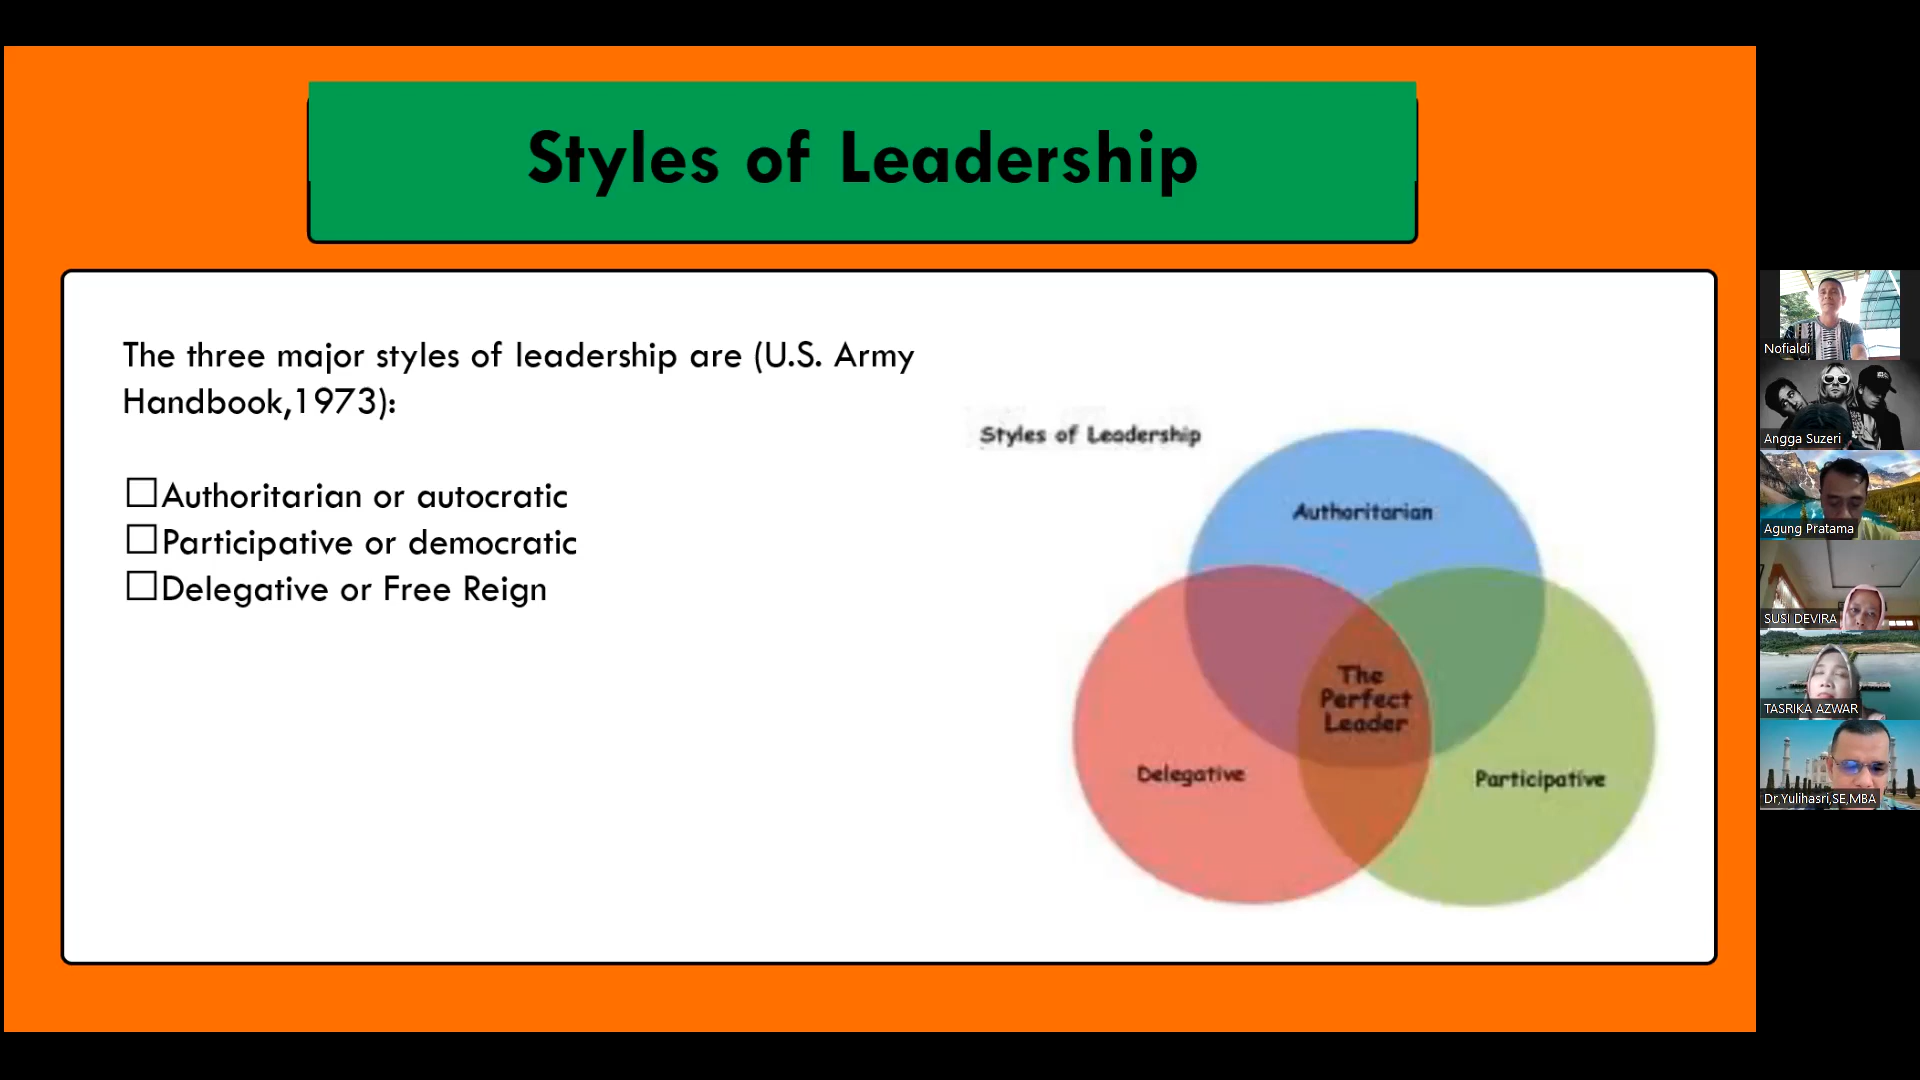 Styles of Leadership
The three major styles of leadership are (U.S. Army
Handbook,1973):
☐Authoritarian or autocratic
☐Participative or democratic
☐Delegative or Free Reign
Styles of Leadership
Authoritarian
The
Perfect
Leader
Delegative
Participative
Nofialdi
Angga Suzeri
Agung Pratama
SUSI DEVIRA
TASRIKA AZWAR
Dr,Yulihasri,SE,MBA